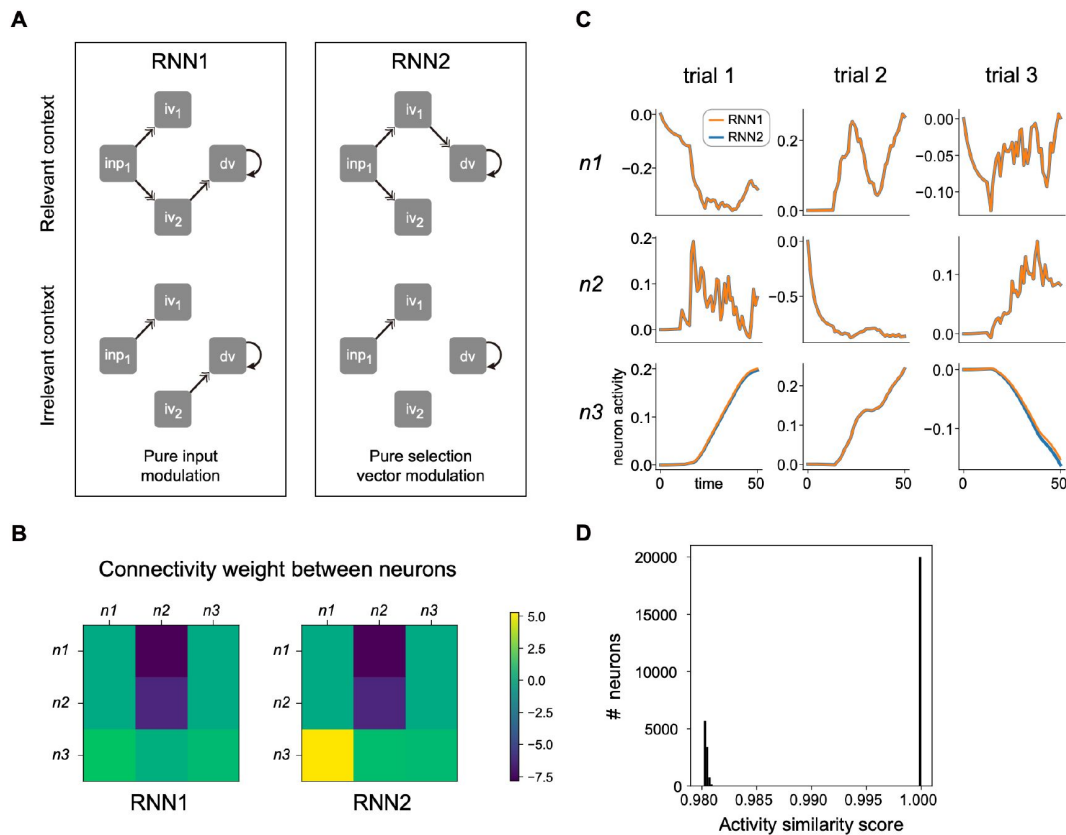 A
RNN1
RNN2
Relevant context
iv1
inp1
dv
iv2
iv1
inp1
dv
iv2
Irrelevant context
iv1
inp1
dv
iv2
iv1
inp1
dv
iv2
Pure input
modulation
Pure selection
vector modulation
B
Connectivity weight between neurons
n1 n2 n3
n1
n2
n3
RNN1
n1 n2 n3
n1
n2
n3
RNN2
5.0
2.5
0.0
−2.5
−5.0
−7.5
C
trial 1 trial 2 trial 3
RNN1
RNN2
n1
0.0
−0.2
0.2
0.0
0.00
−0.05
−0.10
n2
0.2
0.1
0.0
0.0
−0.5
0.1
0.0
n3
neuron activity
0.2
0.1
0.0
0 time 50
0.2
0.1
0.0
0 50
0.0
−0.1
0 50
D
# neurons
20000
15000
10000
5000
0
0.980 0.985 0.990 0.995 1.000
Activity similarity score